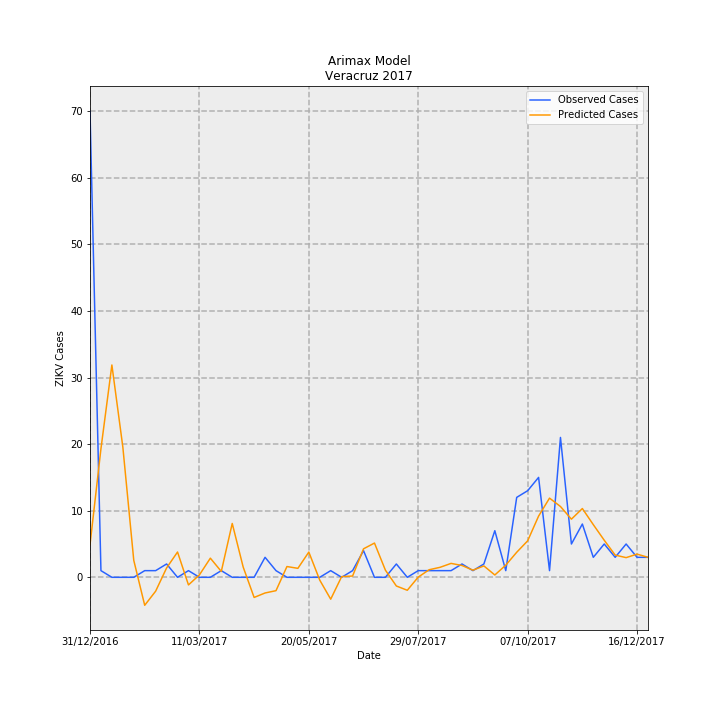 Arimax Model
Veracruz 2017
Observed Cases
Predicted Cases
70
60
50
40
30
20
10
0
ZIKV Cases
31/12/2016
11/03/2017
20/05/2017
29/07/2017
07/10/2017
16/12/2017
Date